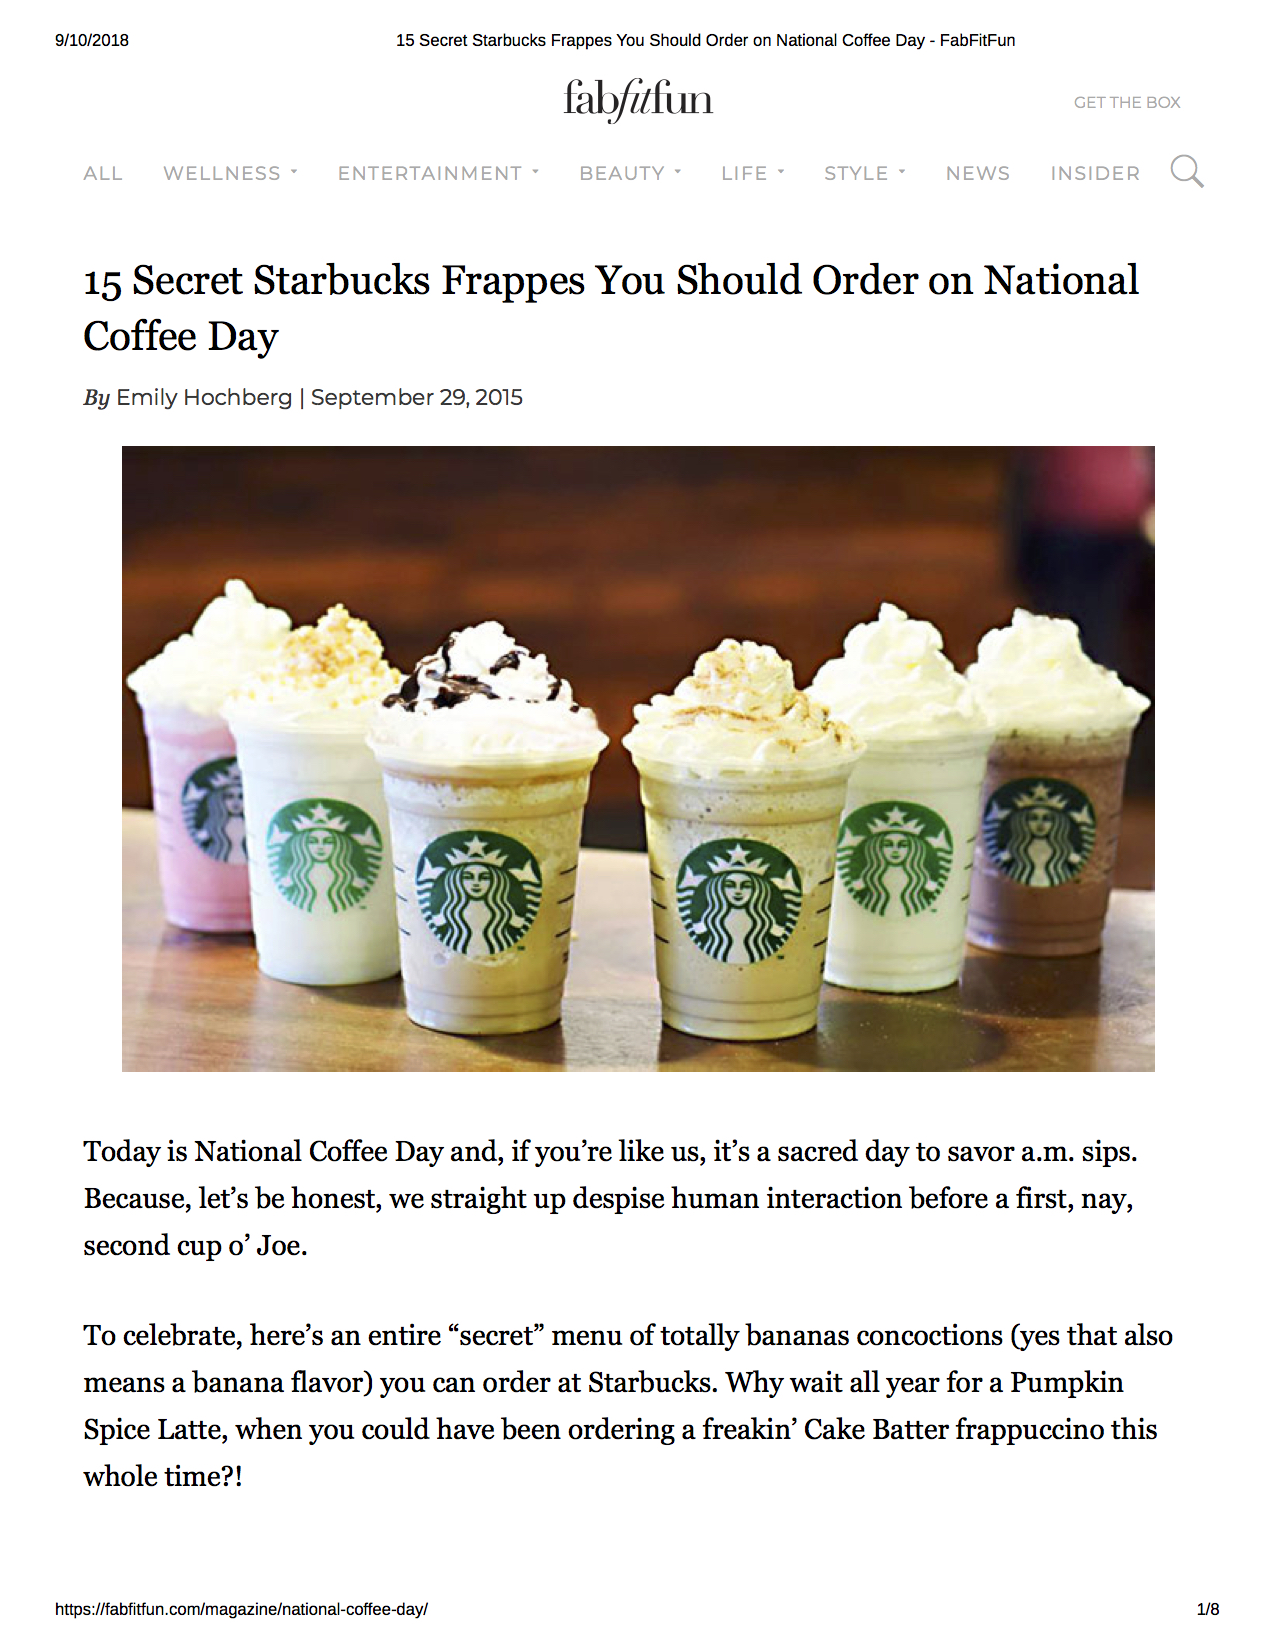 9/10/2018 15 Secret Starbucks Frappes You Should Order on National Coffee Day - FabFitFun
fabfitfun
GET THE BOX
ALL WELLNESS ENTERTAINMENT BEAUTY LIFE STYLE NEWS INSIDER
15 Secret Starbucks Frappes You Should Order on National
Coffee Day
By Emily Hochberg | September 29, 2015
Today is National Coffee Day and, if you’re like us, it’s a sacred day to savor a.m. sips.
Because, let’s be honest, we straight up despise human interaction before a first, nay,
second cup o’ Joe.
To celebrate, here’s an entire “secret” menu of totally bananas concoctions (yes that also
means a banana flavor) you can order at Starbucks. Why wait all year for a Pumpkin
Spice Latte, when you could have been ordering a freakin’ Cake Batter frappuccino this
whole time?!
https://fabfitfun.com/magazine/national-coffee-day/ 1/8